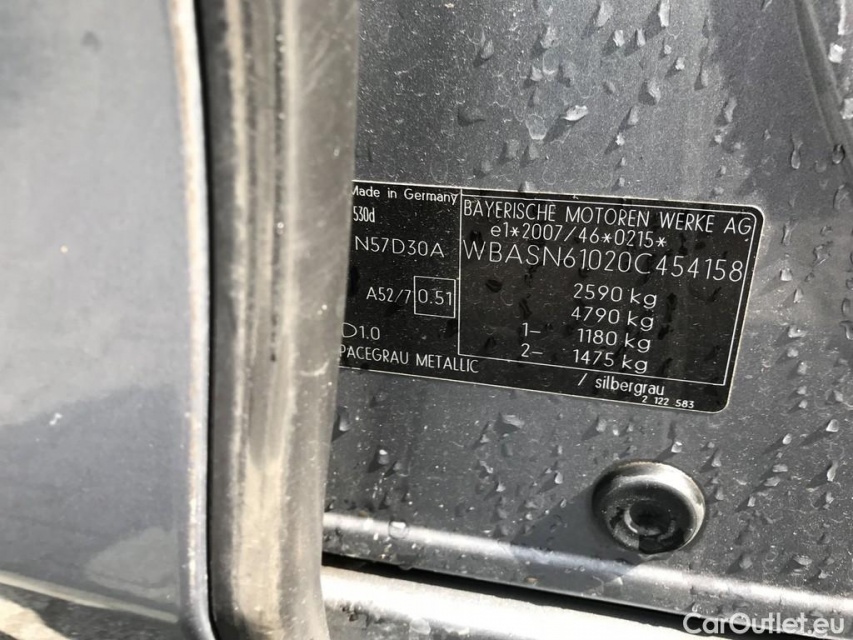 Made in Germany
530d
N57D30A
A52/7 0.51
D1.0
PACEGRAU METALLIC
BAYERISCHE MOTOREN WERKE AG
e1*2007/46*0215*
WBASN61020C454158
2590 kg
4790 kg
1- 1180 kg
2- 1475 kg
/ silbergrau
2 122 583
CarOutlet.eu